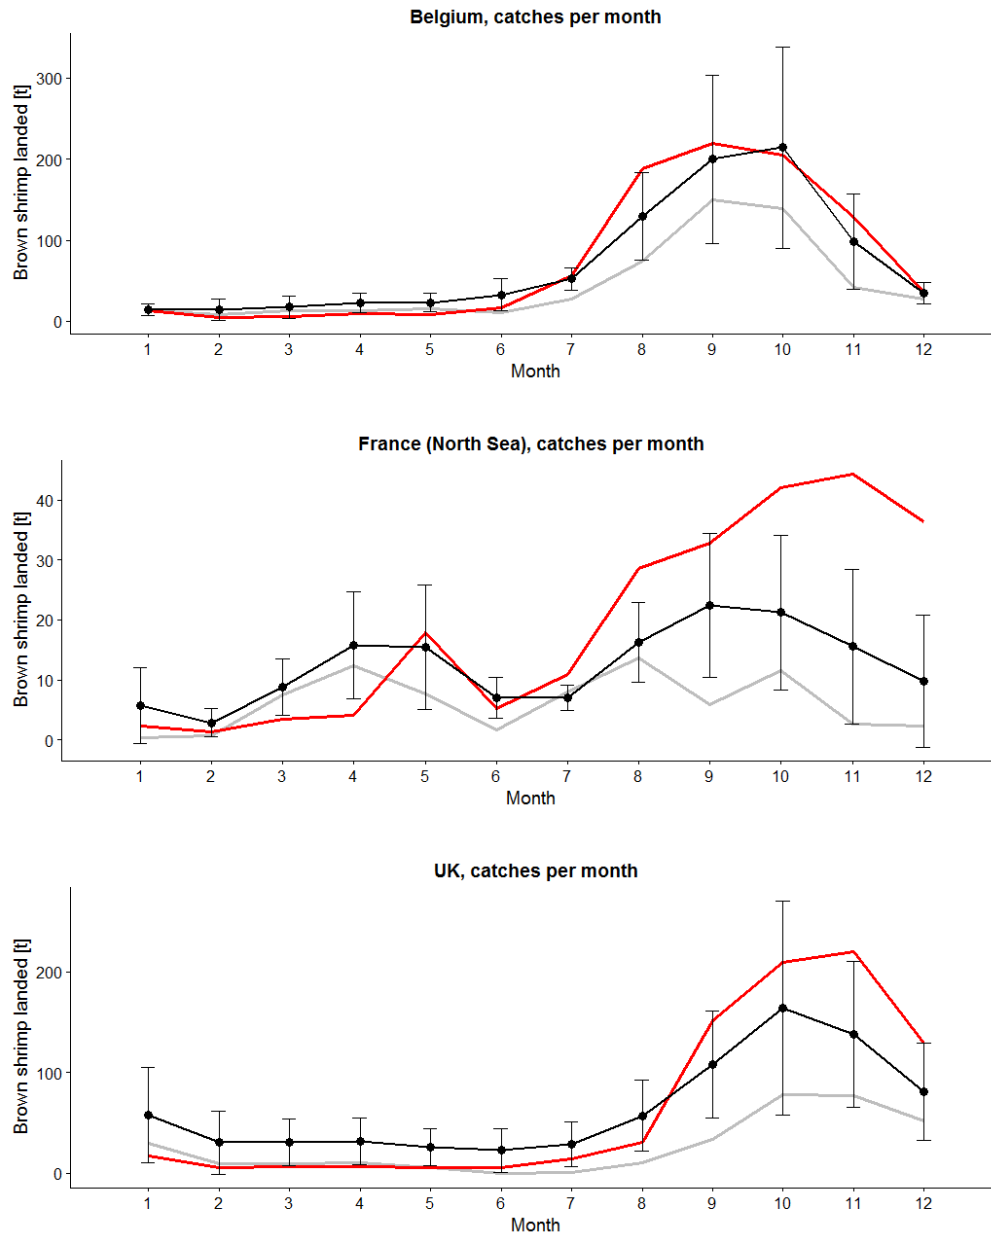 Belgium, catches per month
Brown shrimp landed [t]
300
200
100
0
1 2 3 4 5 6 7 8 9 10 11 12
Month
France (North Sea), catches per month
Brown shrimp landed [t]
40
30
20
10
0
1 2 3 4 5 6 7 8 9 10 11 12
Month
UK, catches per month
Brown shrimp landed [t]
200
100
0
1 2 3 4 5 6 7 8 9 10 11 12
Month